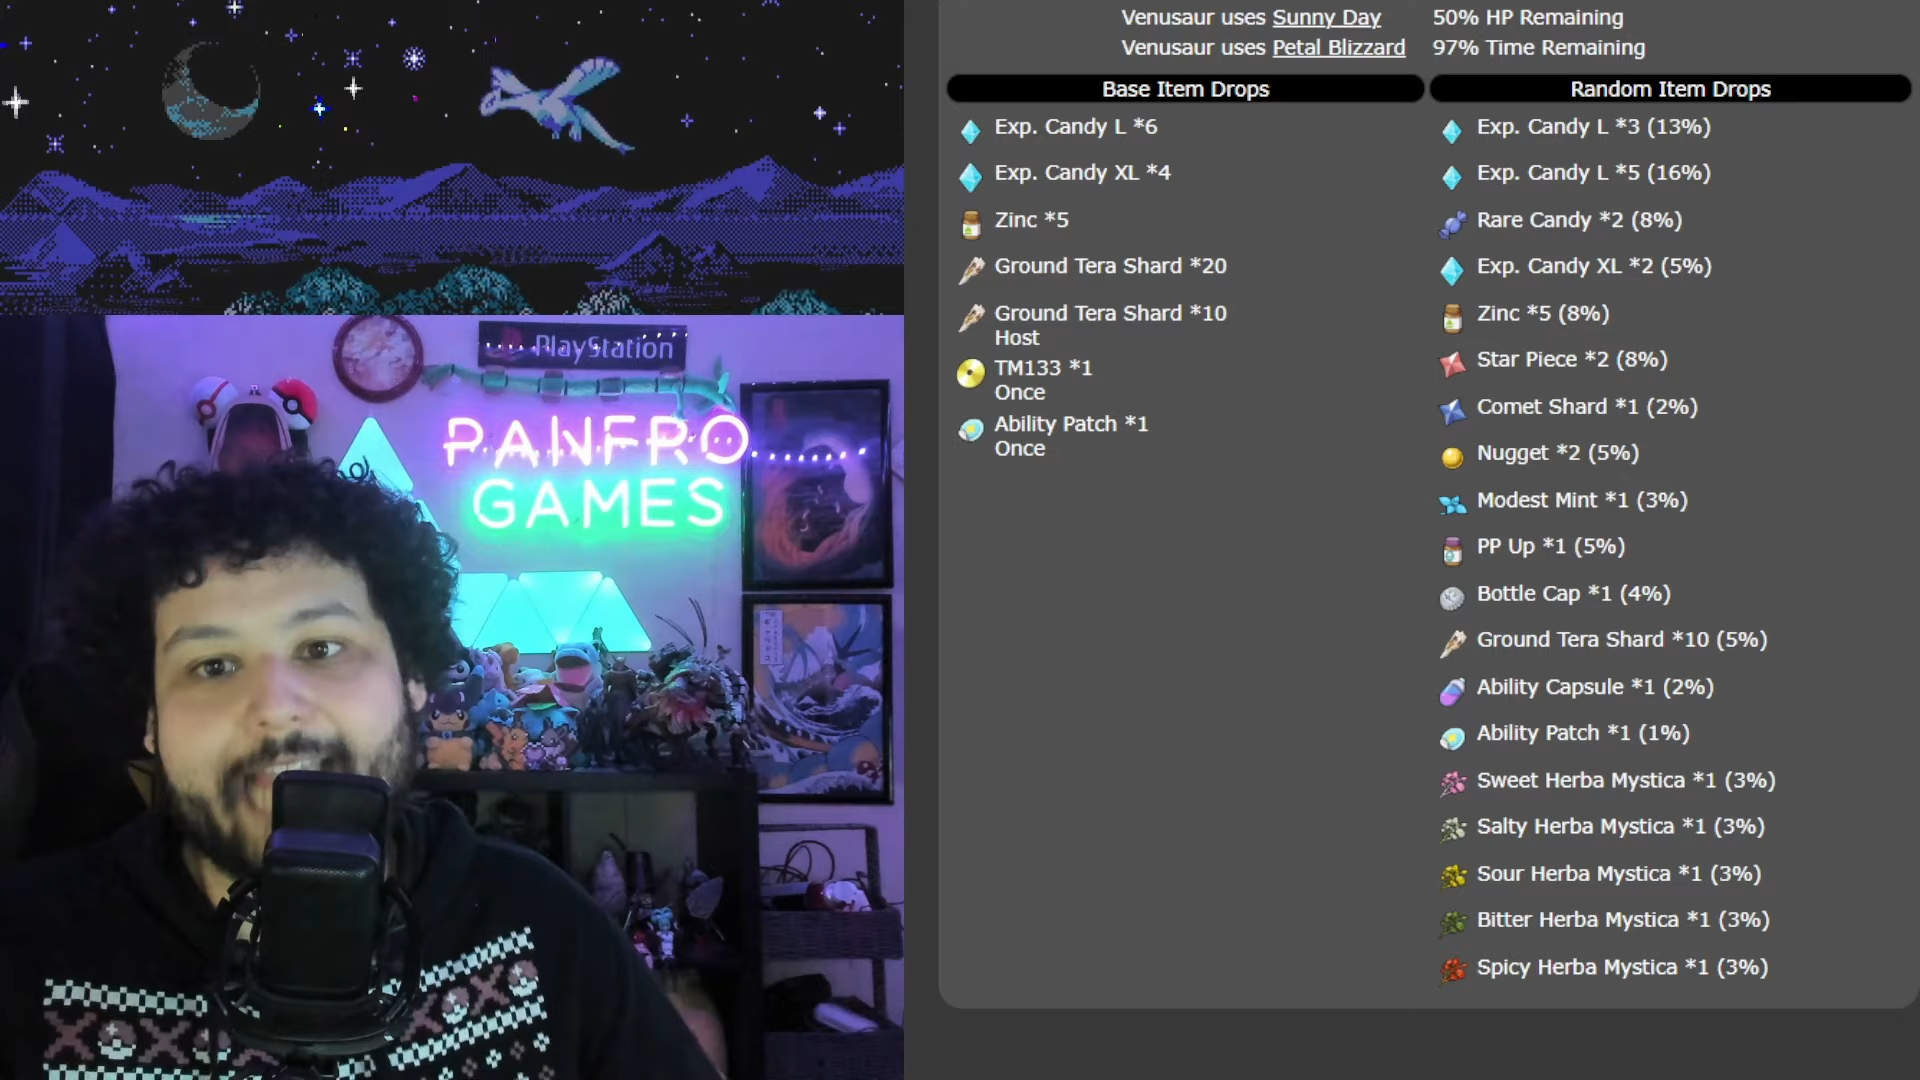 Venusaur uses Sunny Day 50% HP Remaining
Venusaur uses Petal Blizzard 97% Time Remaining
Base Item Drops
Exp. Candy L *6
Exp. Candy XL *4
Zinc *5
Ground Tera Shard *20
Ground Tera Shard *10
Host
TM133 *1
Once
Ability Patch *1
Once
Random Item Drops
Exp. Candy L *3 (13%)
Exp. Candy L *5 (16%)
Rare Candy *2 (8%)
Exp. Candy XL *2 (5%)
Zinc *5 (8%)
Star Piece *2 (8%)
Comet Shard *1 (2%)
Nugget *2 (5%)
Modest Mint *1 (3%)
PP Up *1 (5%)
Bottle Cap *1 (4%)
Ground Tera Shard *10 (5%)
Ability Capsule *1 (2%)
Ability Patch *1 (1%)
Sweet Herba Mystica *1 (3%)
Salty Herba Mystica *1 (3%)
Sour Herba Mystica *1 (3%)
Bitter Herba Mystica *1 (3%)
Spicy Herba Mystica *1 (3%)
PlayStation
PANFRO
GAMES